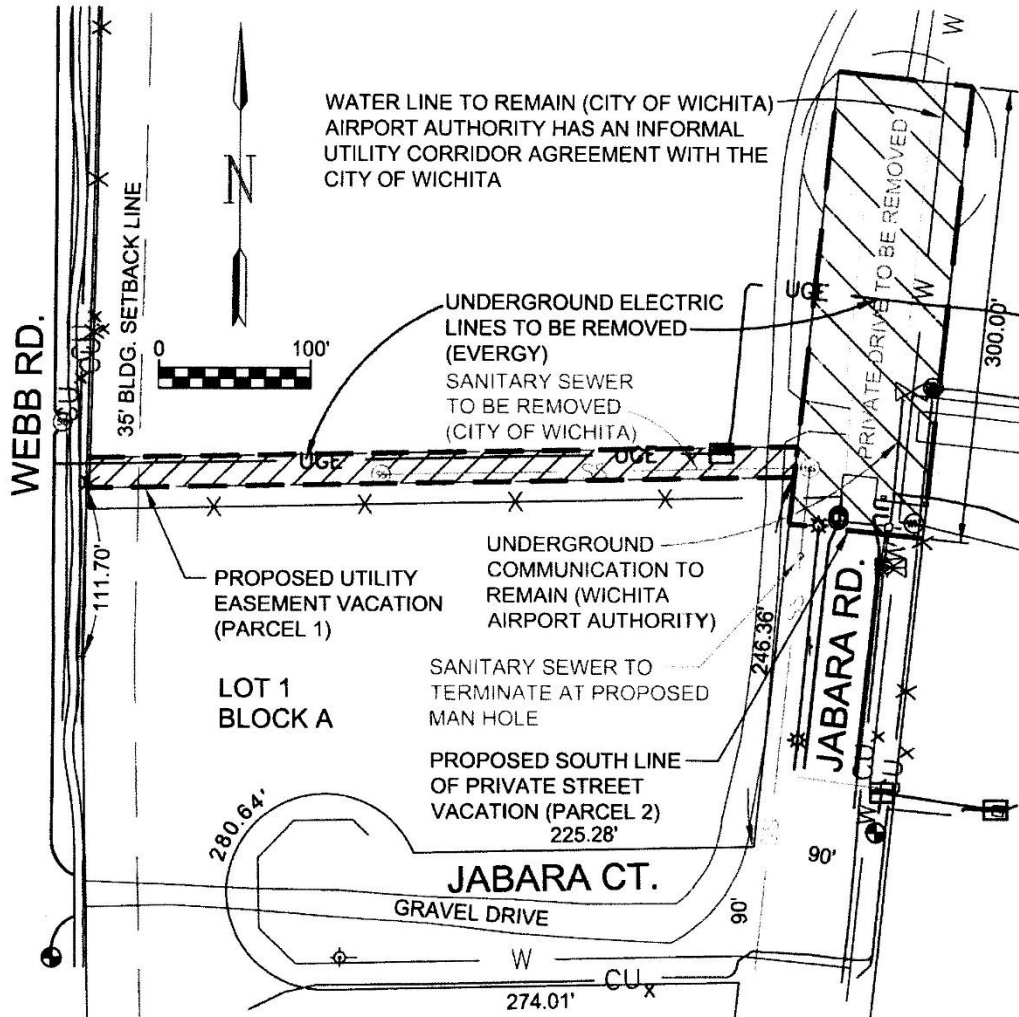 WATER LINE TO REMAIN (CITY OF WICHITA)
AIRPORT AUTHORITY HAS AN INFORMAL
UTILITY CORRIDOR AGREEMENT WITH THE
CITY OF WICHITA
W
N
35' BLDG. SETBACK LINE
WEBB RD.
0 100'
PRIVATE DRIVE TO BE REMOVED
W
300.00'
UGE
UNDERGROUND ELECTRIC
LINES TO BE REMOVED
(EVERGY)
SANITARY SEWER
TO BE REMOVED
(CITY OF WICHITA)
UGE
UGE
SS
111.70'
PROPOSED UTILITY
EASEMENT VACATION
(PARCEL 1)
UNDERGROUND
COMMUNICATION TO
REMAIN (WICHITA
AIRPORT AUTHORITY)
246.36'
JABARA RD.
LOT 1
BLOCK A
SANITARY SEWER TO
TERMINATE AT PROPOSED
MAN HOLE
PROPOSED SOUTH LINE
OF PRIVATE STREET
VACATION (PARCEL 2)
225.28'
280.64'
SS
CU
CU
W
90'
90'
JABARA CT.
GRAVEL DRIVE
W
CU
274.01'